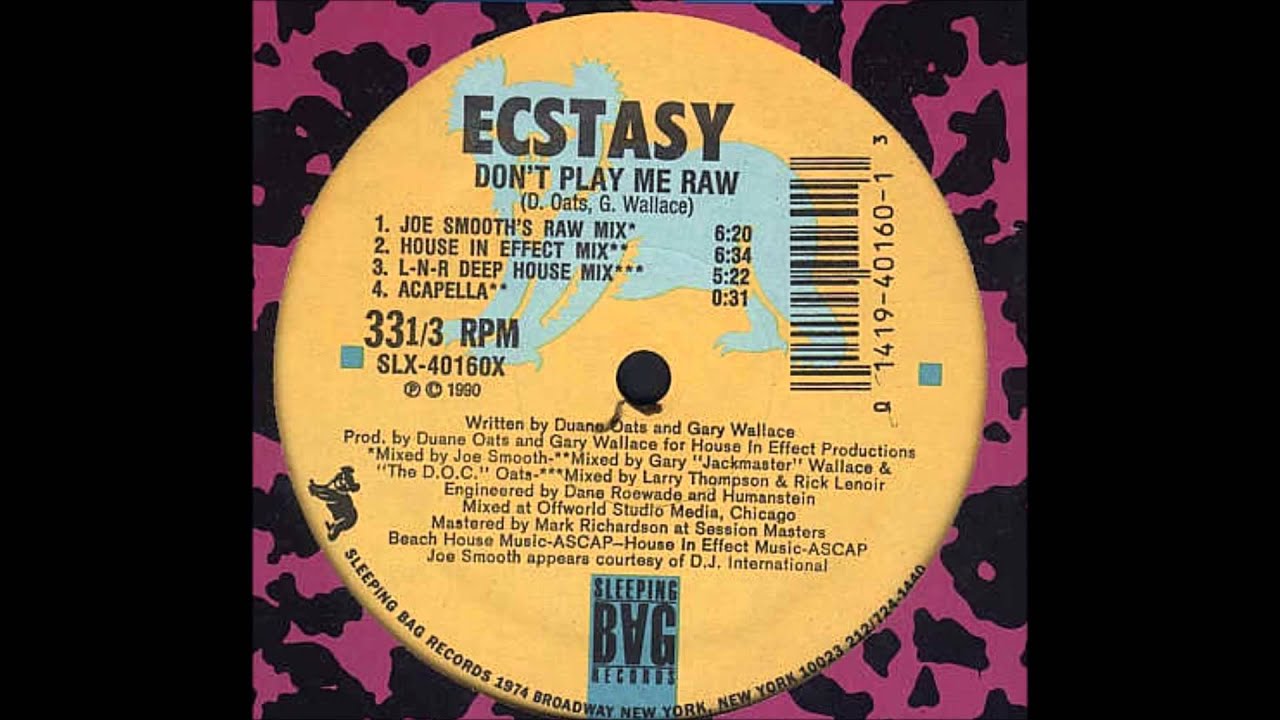 ECSTASY
DON'T PLAY ME RAW
(D. Oats, G. Wallace)
1. JOE SMOOTH'S RAW MIX* 6:20
2. HOUSE IN EFFECT MIX** 6:34
3. L-N-R DEEP HOUSE MIX*** 5:22
4. ACAPELLA** 0:31
33 1/3 RPM
SLX-40160X
Ⓟ © 1990
Q 1419-40160-1 3
Written by Duane Oats and Gary Wallace
Prod. by Duane Oats and Gary Wallace for House In Effect Productions
*Mixed by Joe Smooth-**Mixed by Gary "Jackmaster" Wallace &
"The D.O.C." Oats-***Mixed by Larry Thompson & Rick Lenoir
Engineered by Dane Roewade and Humanstein
Mixed at Offworld Studio Media, Chicago
Mastered by Mark Richardson at Session Masters
Beach House Music-ASCAP–House In Effect Music-ASCAP
Joe Smooth appears courtesy of D.J. International
SLEEPING
BAG
RECORDS
SLEEPING BAG RECORDS 1974 BROADWAY NEW YORK, NEW YORK 10023 212/724-1440